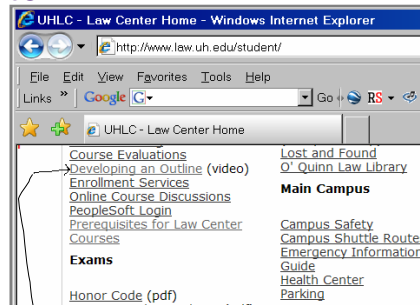 UHLC - Law Center Home - Windows Internet Explorer
http://www.law.uh.edu/student/
File Edit View Favorites Tools Help
Links » Google G Go RS
UHLC - Law Center Home
Course Evaluations
Developing an Outline (video)
Enrollment Services
Online Course Discussions
PeopleSoft Login
Prerequisites for Law Center
Courses
Exams
Honor Code (pdf)
Lost and Found
O' Quinn Law Library
Main Campus
Campus Safety
Campus Shuttle Route
Emergency Information
Guide
Health Center
Parking